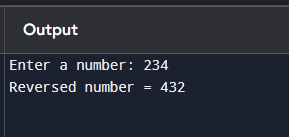 Output
Enter a number: 234
Reversed number = 432